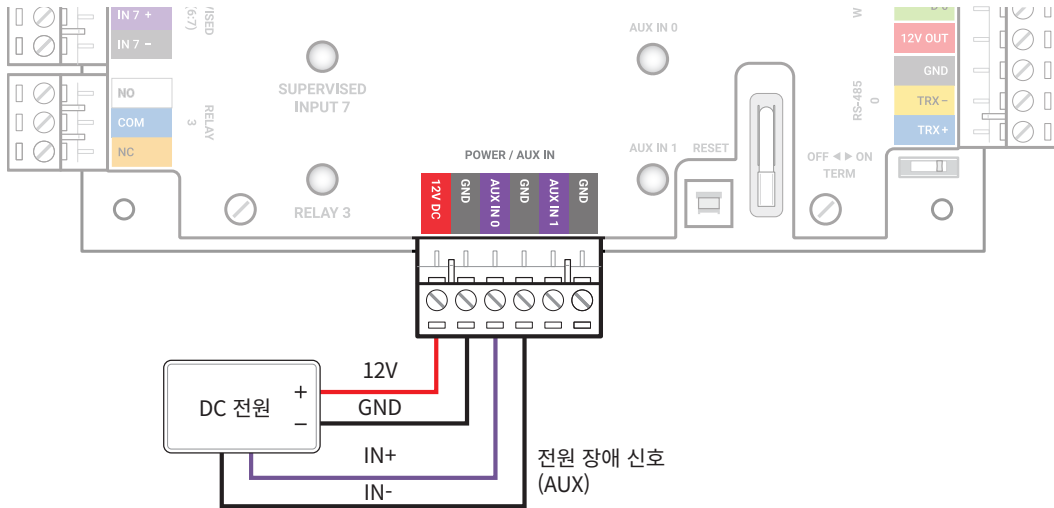 IN 7 +
IN 7 −
VISED
(6:7)
NO
COM
NC
RELAY
3
SUPERVISED
INPUT 7
RELAY 3
AUX IN 0
AUX IN 1
RESET
W
12V OUT
GND
TRX −
TRX +
RS-485
0
OFF ◄ ► ON
TERM
POWER / AUX IN
12V DC
GND
AUX IN 0
GND
AUX IN 1
GND
DC 전원
+
−
12V
GND
IN+
IN-
전원 장애 신호
(AUX)